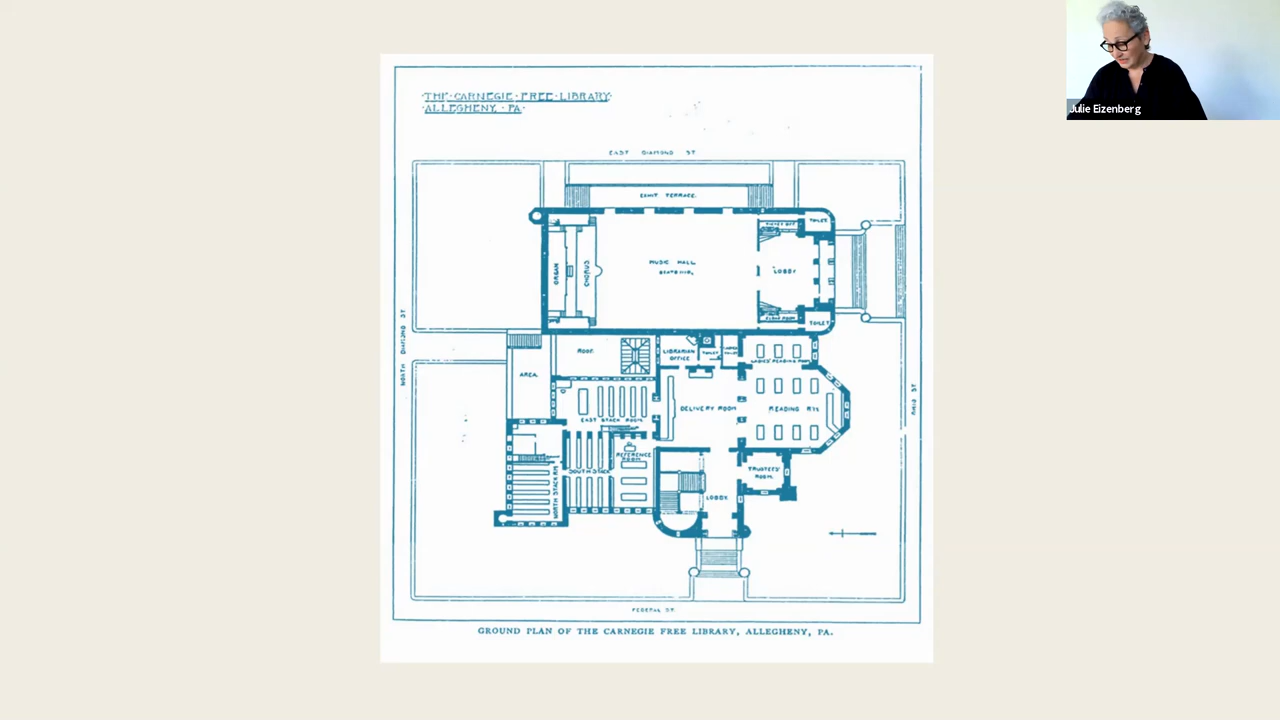 Julie Eizenberg
THE·CARNEGIE·FREE·LIBRARY·
·ALLEGHENY·PA·
EAST DIAMOND ST
EXIT TERRACE.
TOILET
ORGAN
CHORUS
MUSIC HALL
LOBBY
TOILET
NORTH DIAMOND ST
ROOF.
LIBRARIAN
OFFICE
TOILET
LADIES' READING ROOM
AREA.
DELIVERY ROOM
READING RM
EAST STACK ROOM
REFERENCE
ROOM
SOUTH STACK
NORTH STACK RM
TRUSTEES'
ROOM.
LOBBY.
FEDERAL ST.
GROUND PLAN OF THE CARNEGIE FREE LIBRARY, ALLEGHENY, PA.